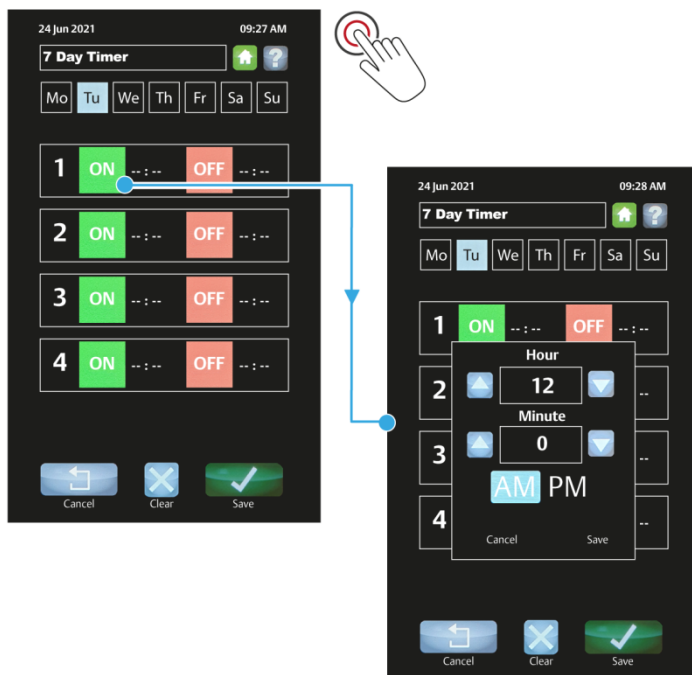 24 Jun 2021 09:27 AM
7 Day Timer ?
Mo Tu We Th Fr Sa Su
1 ON --:-- OFF --:--
2 ON --:-- OFF --:--
3 ON --:-- OFF --:--
4 ON --:-- OFF --:--
Cancel Clear Save
24 Jun 2021 09:28 AM
7 Day Timer ?
Mo Tu We Th Fr Sa Su
1 ON --:-- OFF --:--
Hour
2 12 --
Minute
3 0 --
AM PM
4 --
Cancel Save
Cancel Clear Save